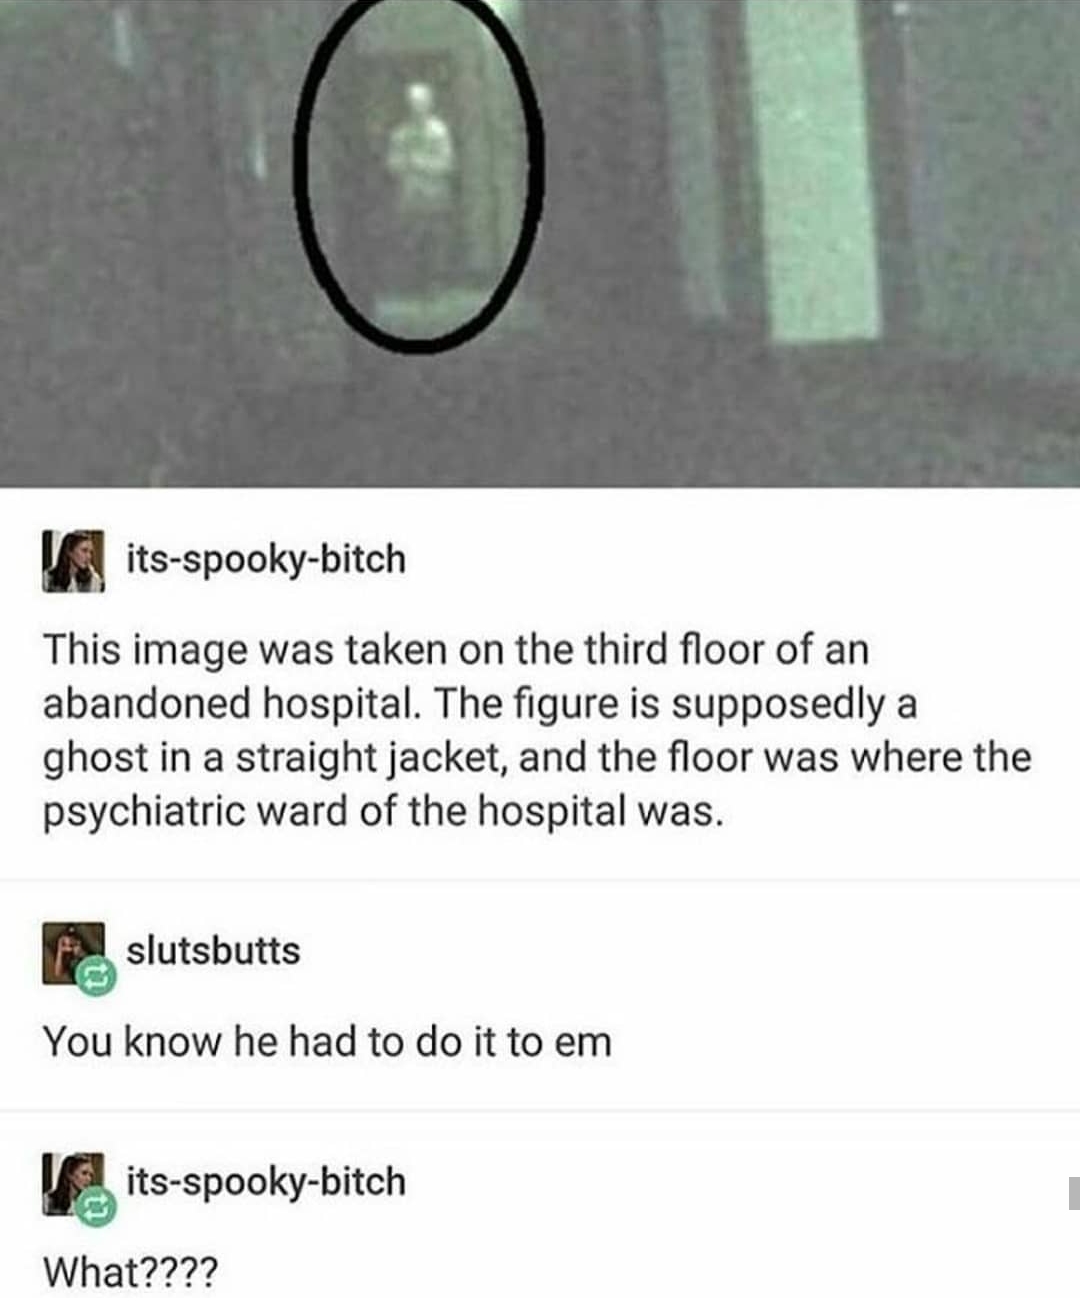 its-spooky-bitch
This image was taken on the third floor of an
abandoned hospital. The figure is supposedly a
ghost in a straight jacket, and the floor was where the
psychiatric ward of the hospital was.
slutsbutts
You know he had to do it to em
its-spooky-bitch
What????